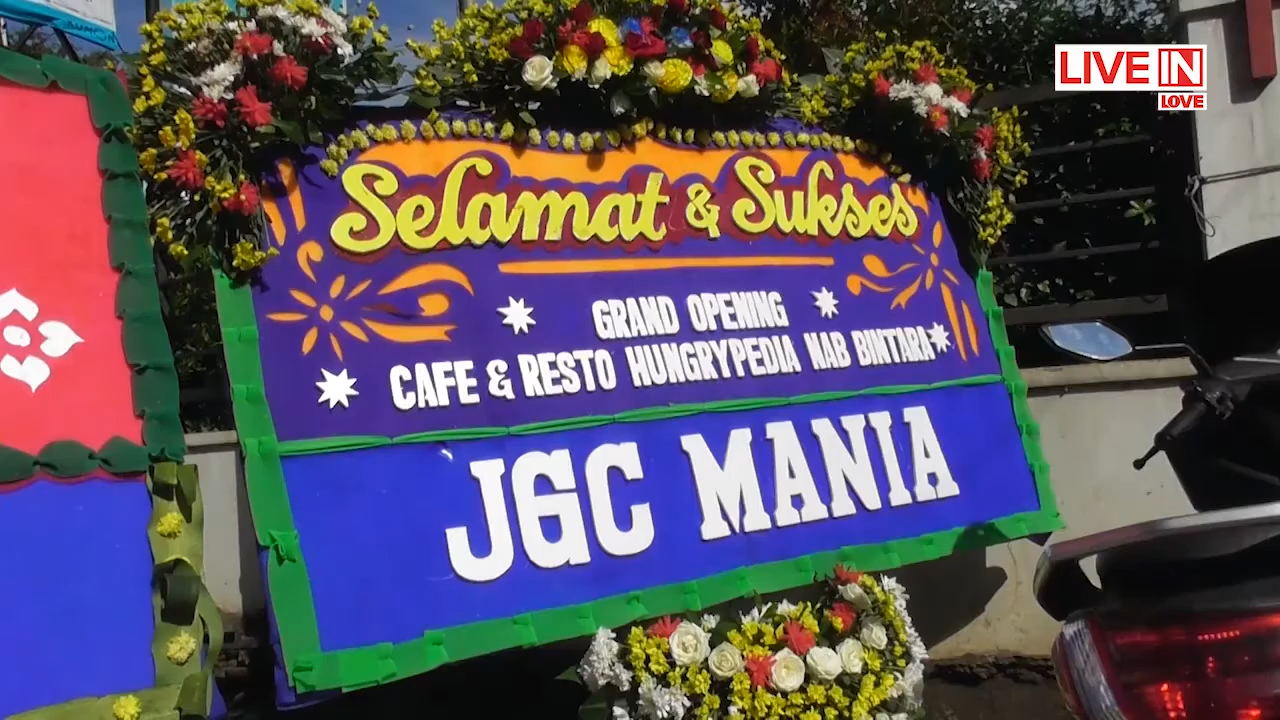 LIVE IN
LOVE
Selamat & Sukses
GRAND OPENING
CAFE & RESTO HUNGRYPEDIA NAB BINTARA
JGC MANIA